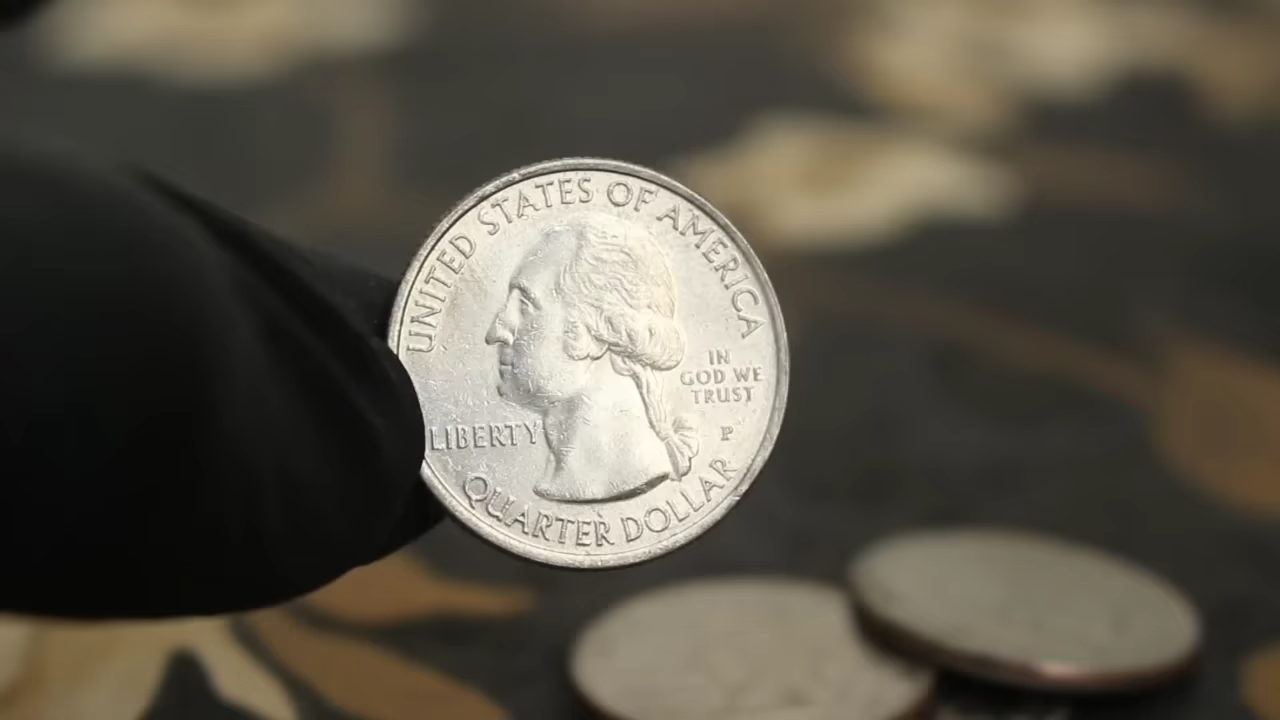 UNITED STATES OF AMERICA
IN
GOD WE
TRUST
LIBERTY
P
QUARTER DOLLAR